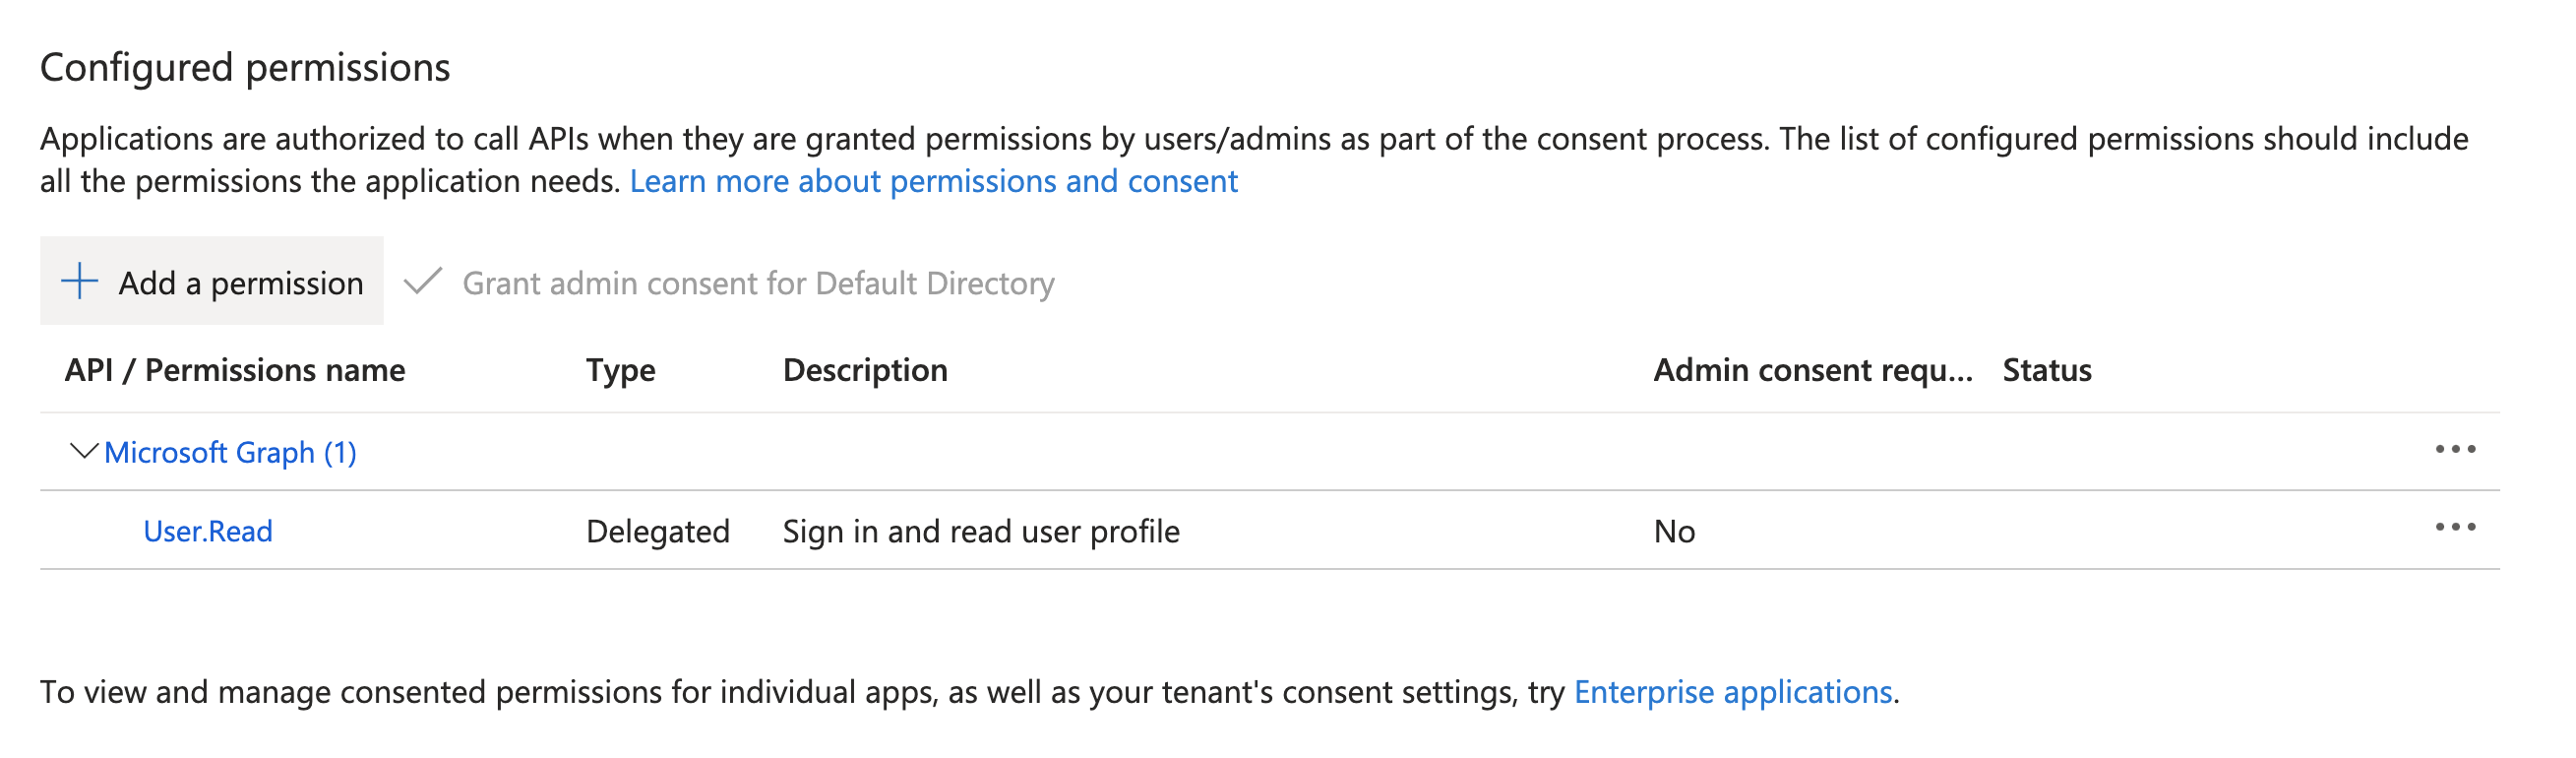 Configured permissions
Applications are authorized to call APIs when they are granted permissions by users/admins as part of the consent process. The list of configured permissions should include
all the permissions the application needs. Learn more about permissions and consent
Add a permission Grant admin consent for Default Directory
API / Permissions name Type Description Admin consent requ... Status
Microsoft Graph (1)
User.Read Delegated Sign in and read user profile No
To view and manage consented permissions for individual apps, as well as your tenant's consent settings, try Enterprise applications.